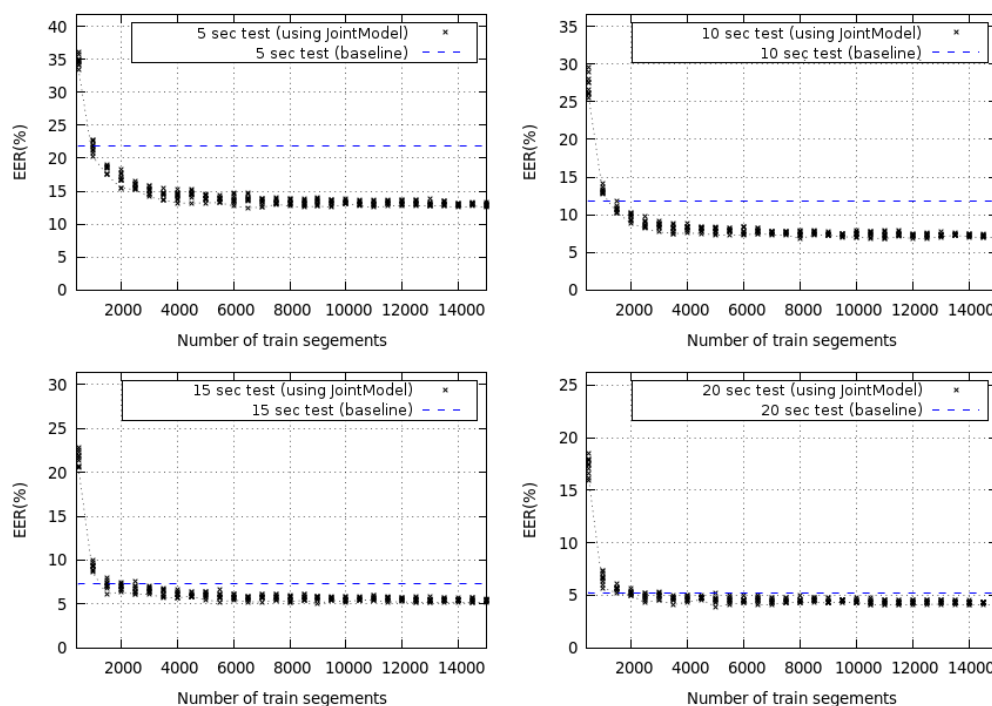 5 sec test (using JointModel)
5 sec test (baseline)
EER(%)
40
35
30
25
20
15
10
5
0
2000 4000 6000 8000 10000 12000 14000
Number of train segements
10 sec test (using JointModel)
10 sec test (baseline)
EER(%)
35
30
25
20
15
10
5
0
2000 4000 6000 8000 10000 12000 14000
Number of train segements
15 sec test (using JointModel)
15 sec test (baseline)
EER(%)
30
25
20
15
10
5
0
2000 4000 6000 8000 10000 12000 14000
Number of train segements
20 sec test (using JointModel)
20 sec test (baseline)
EER(%)
25
20
15
10
5
0
2000 4000 6000 8000 10000 12000 14000
Number of train segements